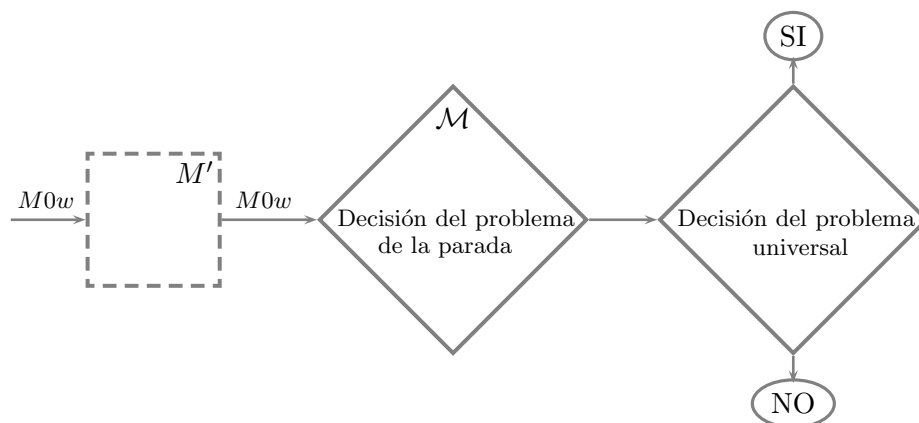 SI
M
M'
M0w
M0w
Decisión del problema
de la parada
Decisión del problema
universal
NO